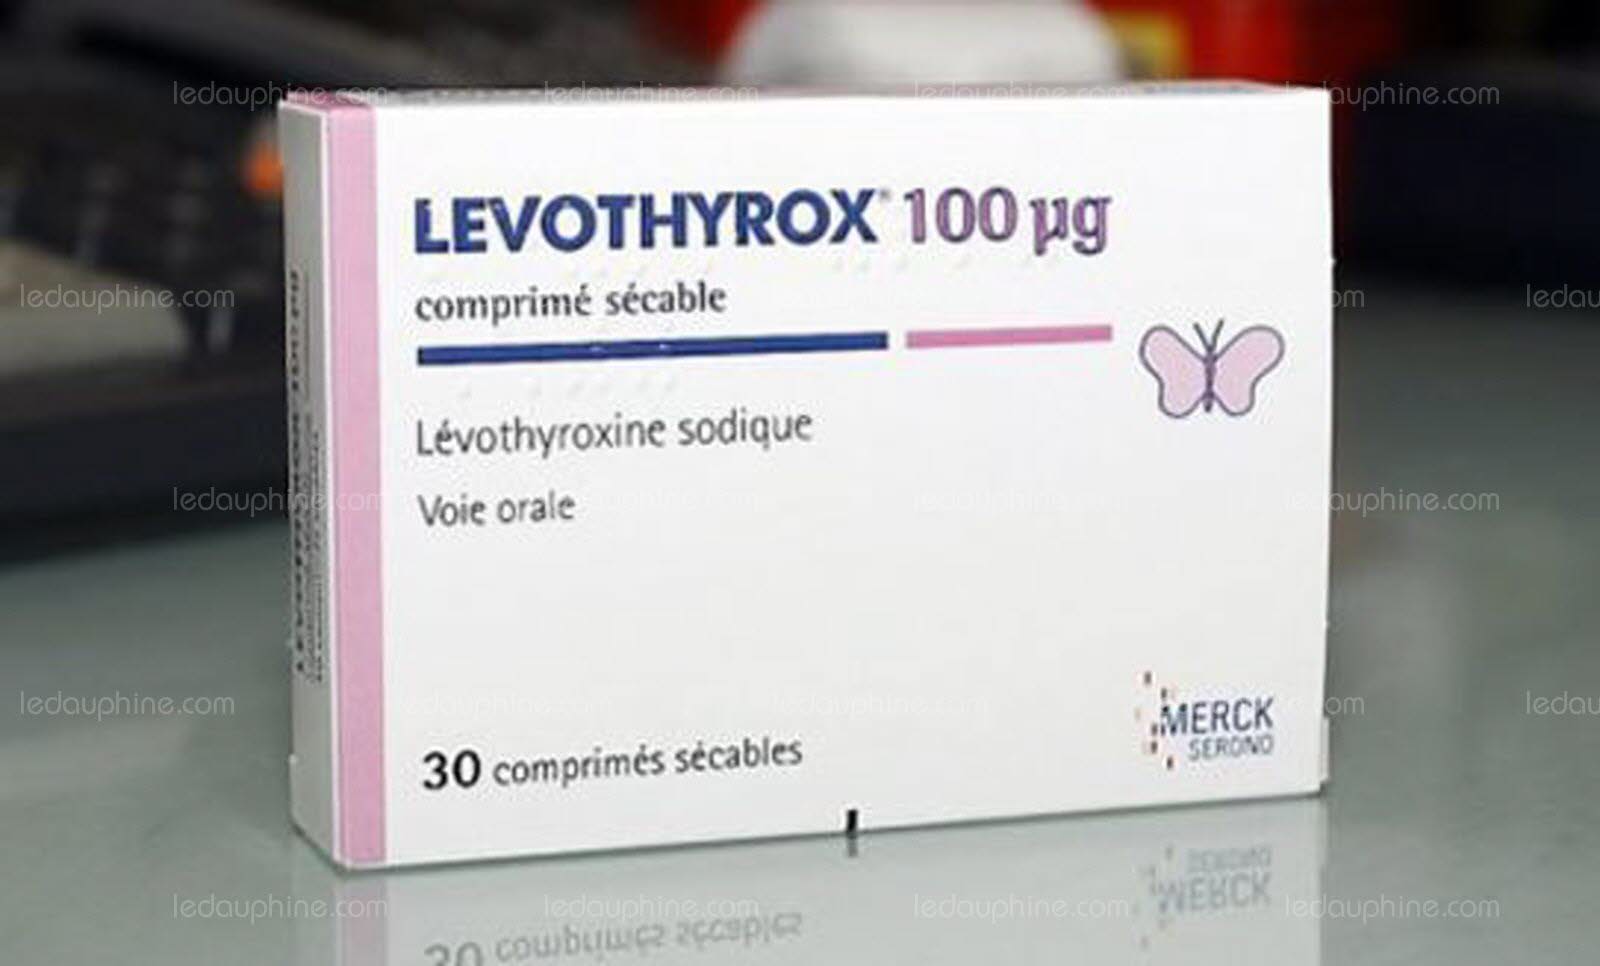 LEVOTHYROX® 100 µg
comprimé sécable
Lévothyroxine sodique
Voie orale
30 comprimés sécables
MERCK
SERONO
ledauphine.com